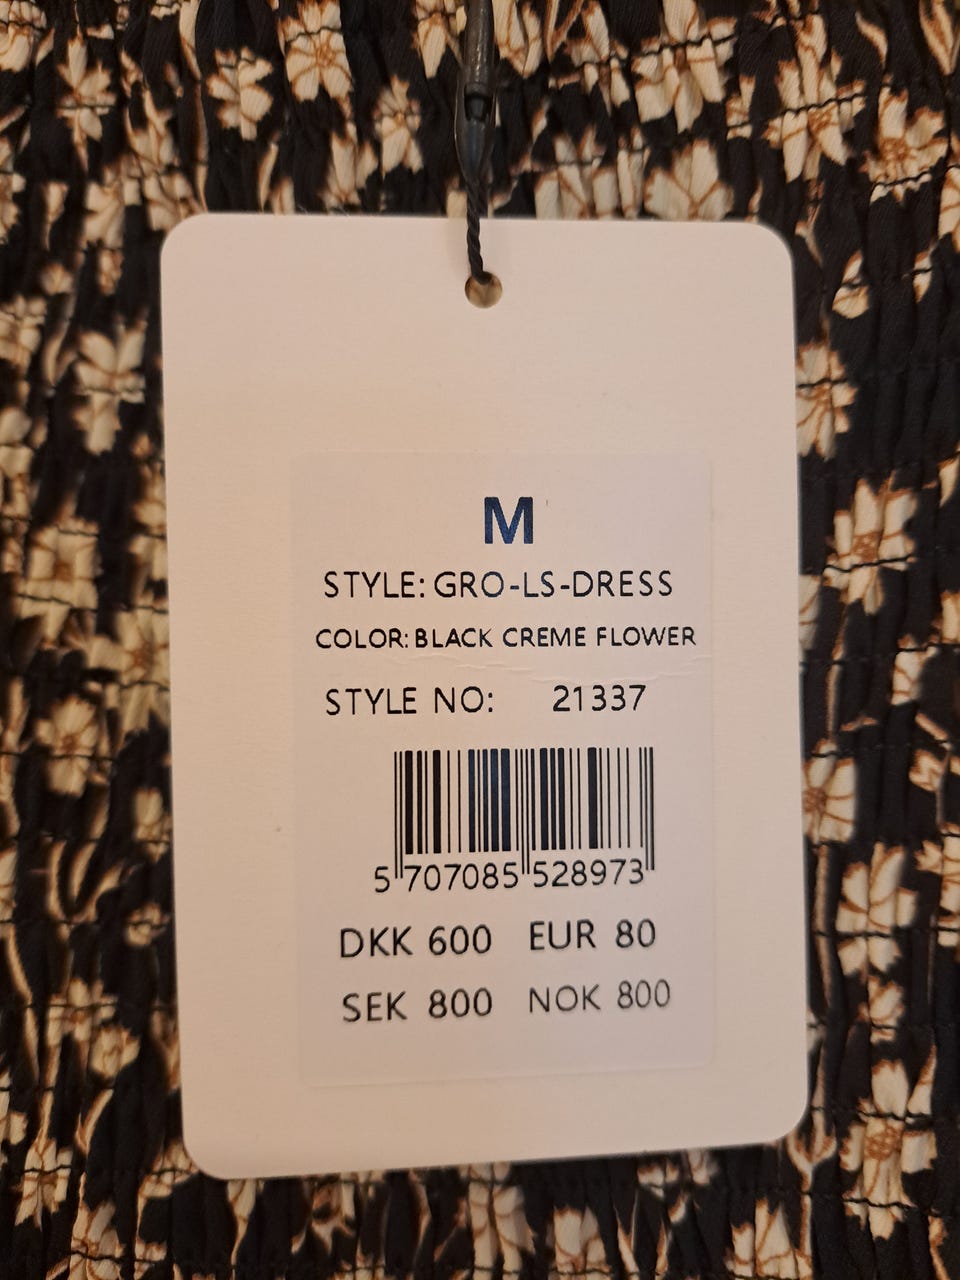 M
STYLE: GRO-LS-DRESS
COLOR: BLACK CREME FLOWER
STYLE NO: 21337
5 707085 528973
DKK 600 EUR 80
SEK 800 NOK 800